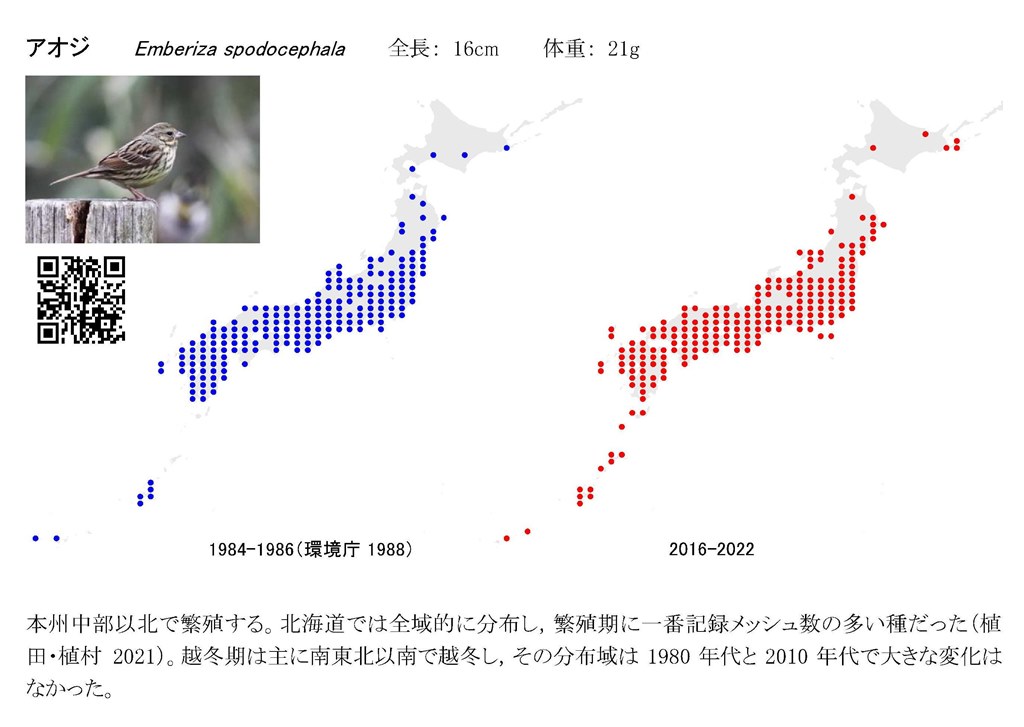 アオジ Emberiza spodocephala 全長： 16cm 体重： 21g
1984-1986（環境庁 1988） 2016-2022
本州中部以北で繁殖する。北海道では全域的に分布し，繁殖期に一番記録メッシュ数の多い種だった（植
田・植村 2021）。越冬期は主に南東北以南で越冬し，その分布域は 1980 年代と 2010 年代で大きな変化は
なかった。